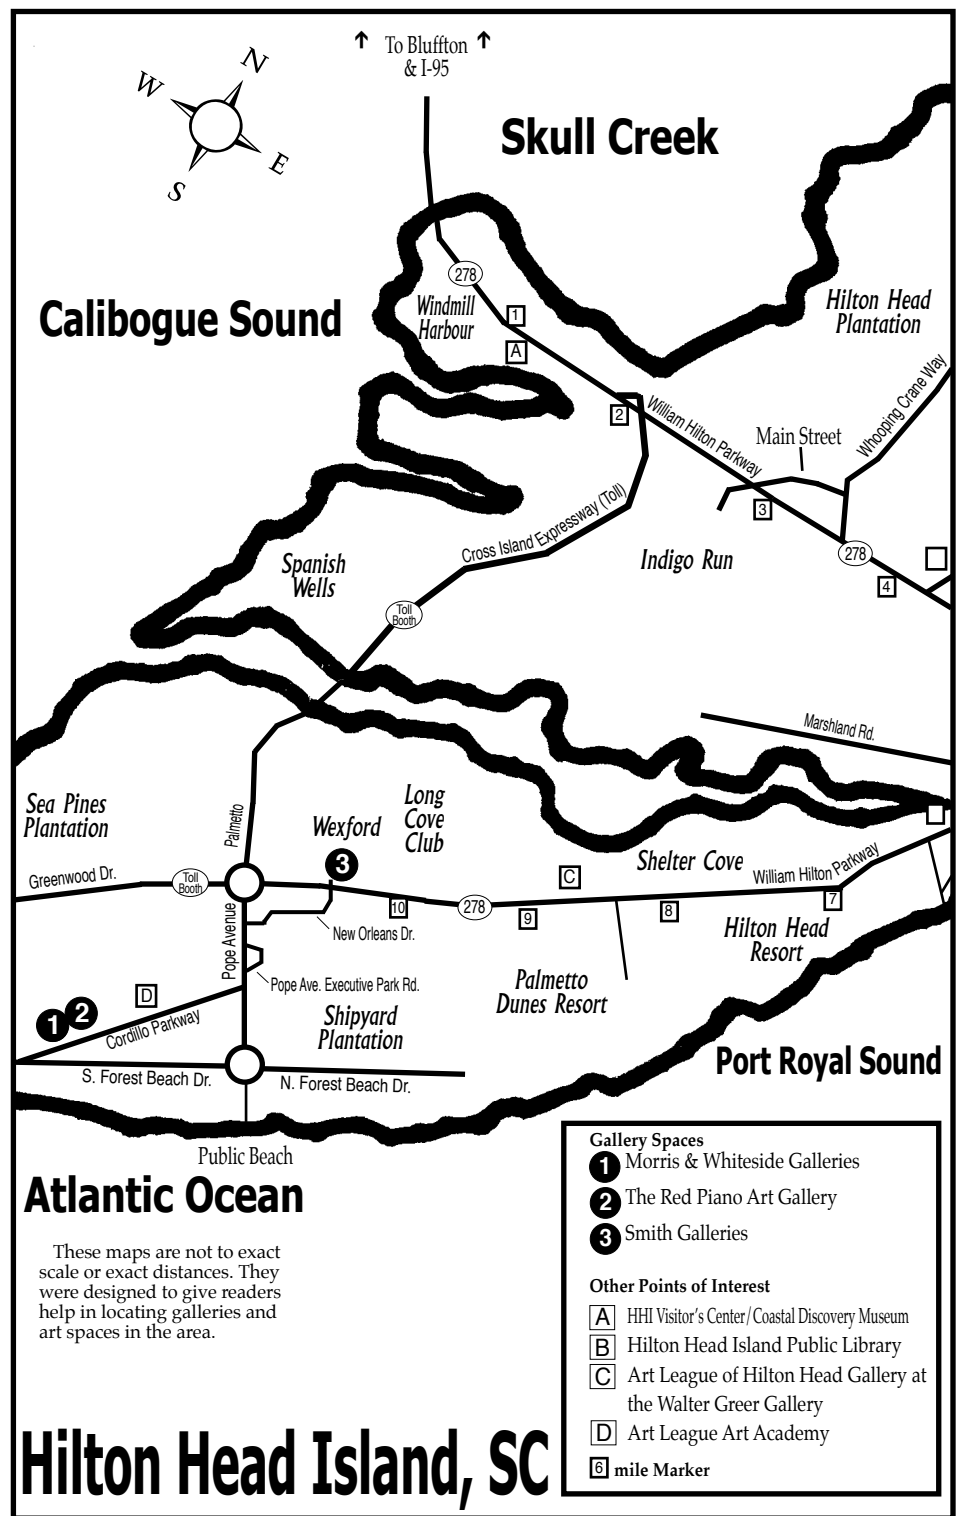 To Bluffton
& I-95
N
W
E
S
Skull Creek
278
Calibogue Sound
Windmill
Harbour
1
A
Hilton Head
Plantation
2
William Hilton Parkway
Main Street
Whooping Crane Way
3
Cross Island Expressway (Toll)
278
Indigo Run
4
Spanish
Wells
Toll
Booth
Marshland Rd.
Sea Pines
Plantation
Palmetto
Wexford
Long
Cove
Club
3
Shelter Cove
William Hilton Parkway
Greenwood Dr.
Toll
Booth
C
10
278
9
8
7
Pope Avenue
New Orleans Dr.
Hilton Head
Resort
Pope Ave. Executive Park Rd.
Palmetto
Dunes Resort
D
1
2
Cordillo Parkway
Shipyard
Plantation
Port Royal Sound
S. Forest Beach Dr.
N. Forest Beach Dr.
Public Beach
Atlantic Ocean
These maps are not to exact
scale or exact distances. They
were designed to give readers
help in locating galleries and
art spaces in the area.
Gallery Spaces
1 Morris & Whiteside Galleries
2 The Red Piano Art Gallery
3 Smith Galleries
Other Points of Interest
A HHI Visitor's Center/Coastal Discovery Museum
B Hilton Head Island Public Library
C Art League of Hilton Head Gallery at
the Walter Greer Gallery
D Art League Art Academy
6 mile Marker
Hilton Head Island, SC